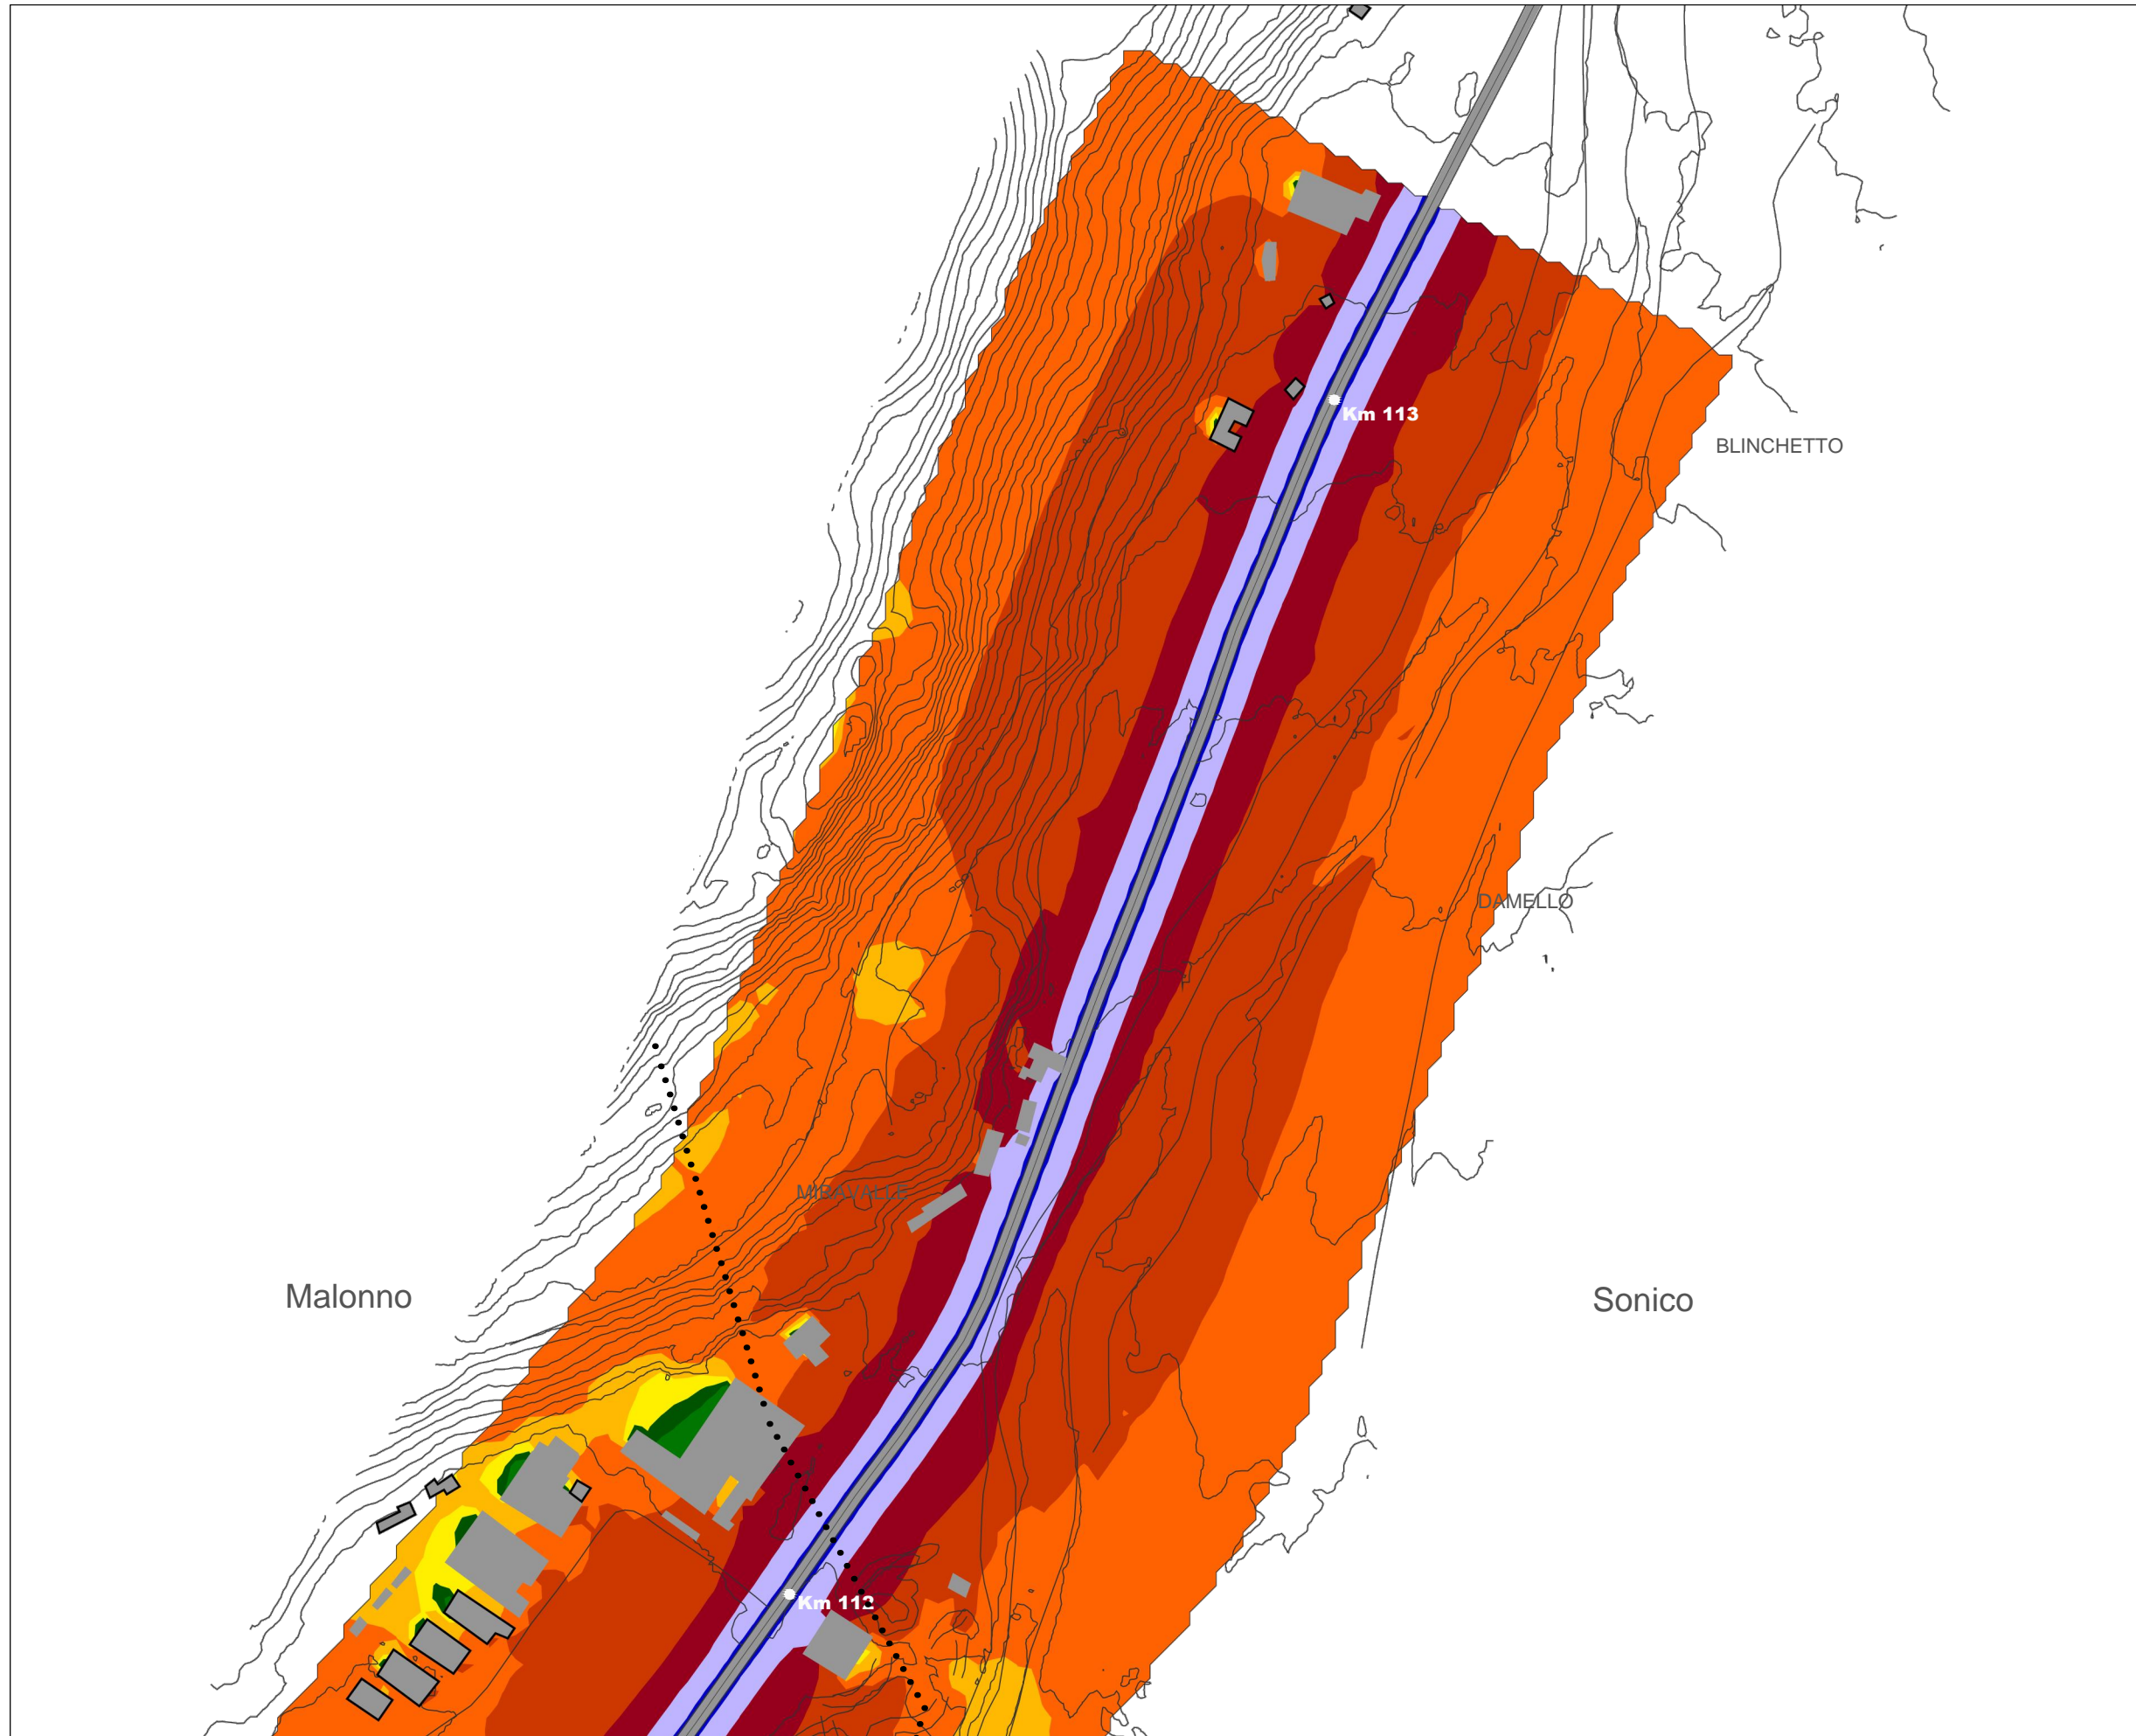 Km 113
BLINCHETTO
DAMELLO
MIRAVALLE
Malonno
Sonico
Km 112